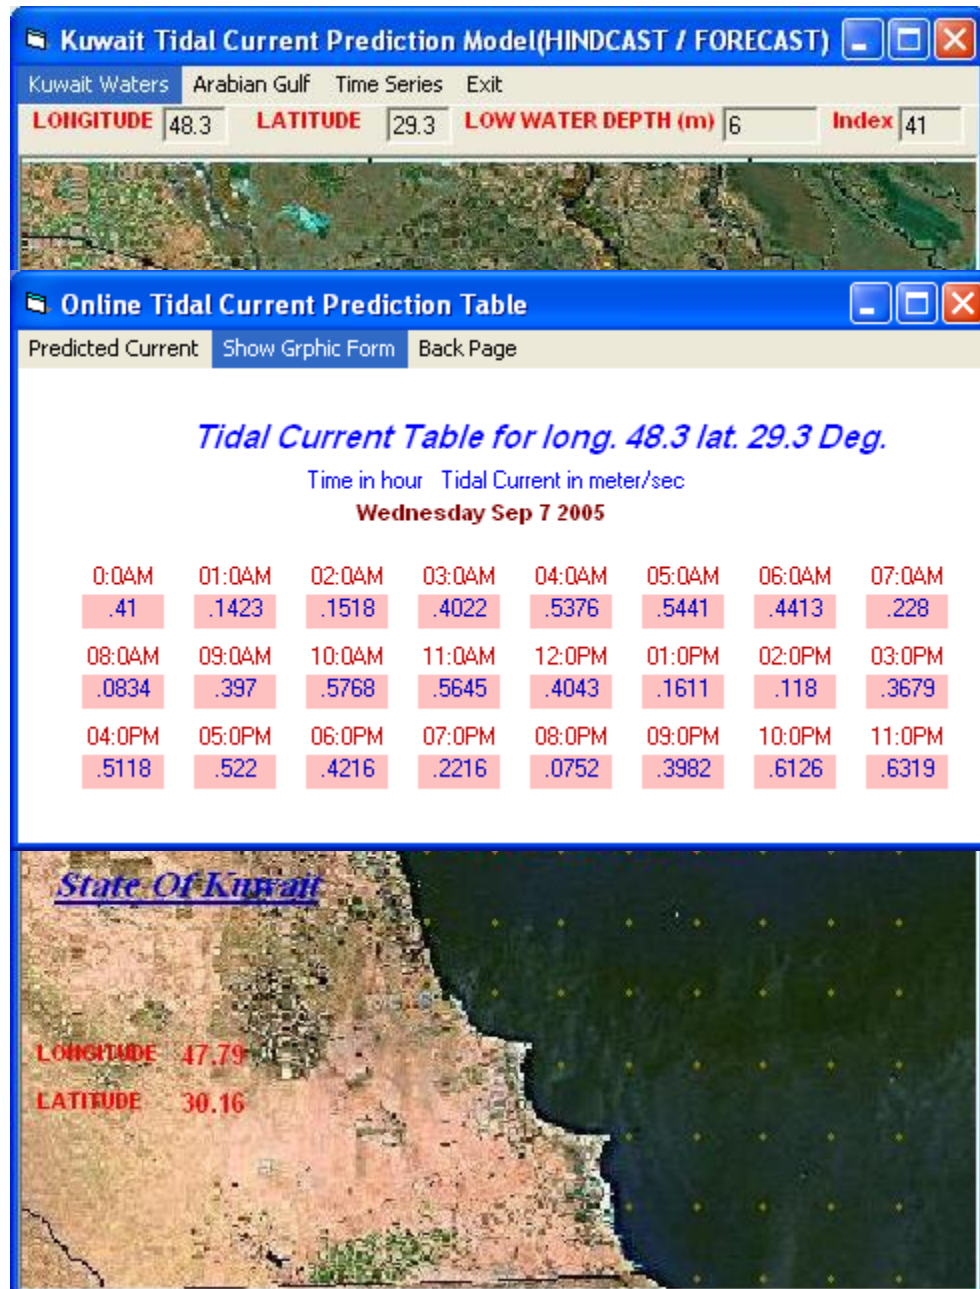 Kuwait Tidal Current Prediction Model(HINDCAST / FORECAST)
Kuwait Waters Arabian Gulf Time Series Exit
LONGITUDE 48.3 LATITUDE 29.3 LOW WATER DEPTH (m) 6 Index 41
Online Tidal Current Prediction Table
Predicted Current Show Grphic Form Back Page
Tidal Current Table for long. 48.3 lat. 29.3 Deg.
Time in hour Tidal Current in meter/sec
Wednesday Sep 7 2005
0:0AM 01:0AM 02:0AM 03:0AM 04:0AM 05:0AM 06:0AM 07:0AM
.41 .1423 .1518 .4022 .5376 .5441 .4413 .228
08:0AM 09:0AM 10:0AM 11:0AM 12:0PM 01:0PM 02:0PM 03:0PM
.0834 .397 .5768 .5645 .4043 .1611 .118 .3679
04:0PM 05:0PM 06:0PM 07:0PM 08:0PM 09:0PM 10:0PM 11:0PM
.5118 .522 .4216 .2216 .0752 .3982 .6126 .6319
State Of Kuwait
LONGITUDE 47.79
LATITUDE 30.16